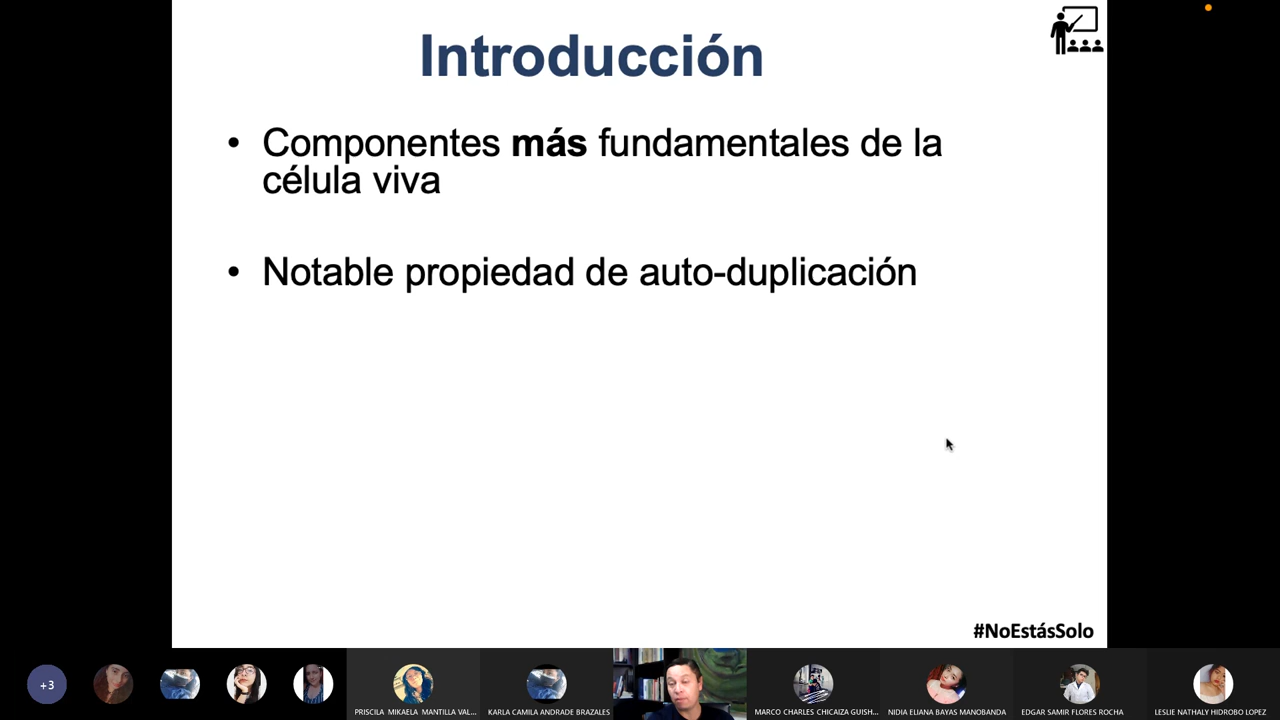 Introducción
• Componentes más fundamentales de la
célula viva
• Notable propiedad de auto-duplicación
#NoEstásSolo
+3
PRISCILA MIKAELA MANTILLA VAL...
KARLA CAMILA ANDRADE BRAZALES
MARCO CHARLES CHICAIZA GUISH...
NIDIA ELIANA BAYAS MANOBANDA
EDGAR SAMIR FLORES ROCHA
LESLIE NATHALY HIDROBO LOPEZ